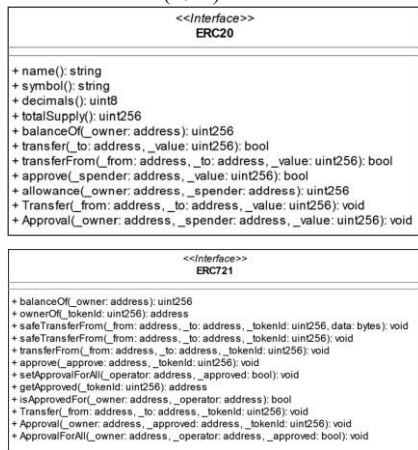 <<Interface>>
ERC20
+ name(): string
+ symbol(): string
+ decimals(): uint8
+ totalSupply(): uint256
+ balanceOf(_owner: address): uint256
+ transfer(_to: address, _value: uint256): bool
+ transferFrom(_from: address, _to: address, _value: uint256): bool
+ approve(_spender: address, _value: uint256): bool
+ allowance(_owner: address, _spender: address): uint256
+ Transfer(_from: address, _to: address, _value: uint256): void
+ Approval(_owner: address, _spender: address, _value: uint256): void
<<Interface>>
ERC721
+ balanceOf(_owner: address): uint256
+ ownerOf(_tokenId: uint256): address
+ safeTransferFrom(_from: address, _to: address, _tokenId: uint256, data: bytes): void
+ safeTransferFrom(_from: address, _to: address, _tokenId: uint256): void
+ transferFrom(_from: address, _to: address, _tokenId: uint256): void
+ approve(_approve: address, _tokenId: uint256): void
+ setApprovalForAll(_operator: address, _approved: bool): void
+ getApproved(_tokenId: uint256): address
+ isApprovedFor(_owner: address, _operator: address): bool
+ Transfer(_from: address, _to: address, _tokenId: uint256): void
+ Approval(_owner: address, _approved: address, _tokenId: uint256): void
+ ApprovalForAll(_owner: address, _operator: address, _approved: bool): void